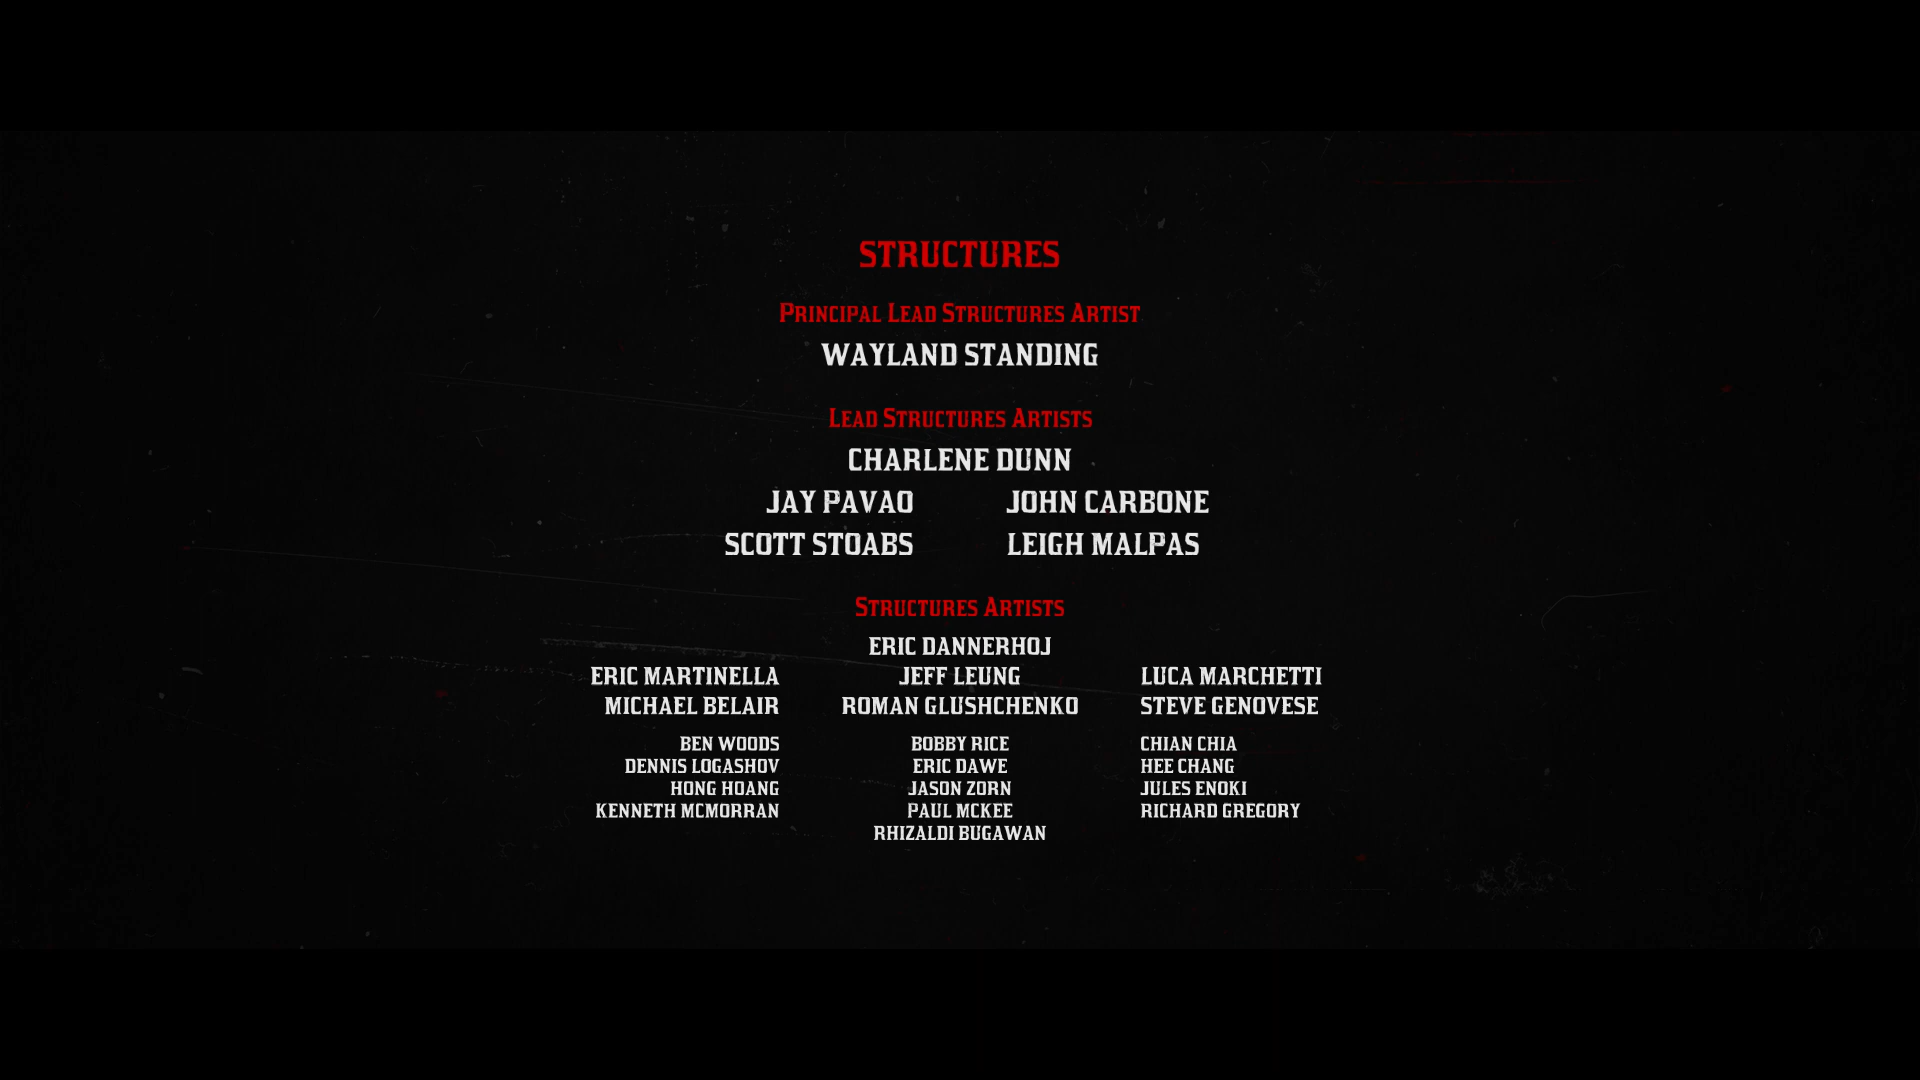 STRUCTURES
PRINCIPAL LEAD STRUCTURES ARTIST
WAYLAND STANDING
LEAD STRUCTURES ARTISTS
CHARLENE DUNN
JAY PAVAO JOHN CARBONE
SCOTT STOABS LEIGH MALPAS
STRUCTURES ARTISTS
ERIC DANNERHOJ
ERIC MARTINELLA JEFF LEUNG LUCA MARCHETTI
MICHAEL BELAIR ROMAN GLUSHCHENKO STEVE GENOVESE
BEN WOODS BOBBY RICE CHIAN CHIA
DENNIS LOGASHOV ERIC DAWE HEE CHANG
HONG HOANG JASON ZORN JULES ENOKI
KENNETH MCMORRAN PAUL MCKEE RICHARD GREGORY
RHIZALDI BUGAWAN